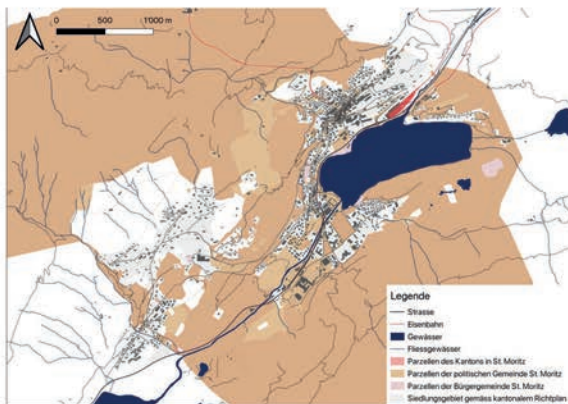 0 500 1000 m
Legende
Strasse
Eisenbahn
Gewässer
Fliessgewässer
Parzellen des Kantons in St. Moritz
Parzellen der politischen Gemeinde St. Moritz
Parzellen der Bürgergemeinde St. Moritz
Siedlungsgebiet gemäss kantonalem Richtplan